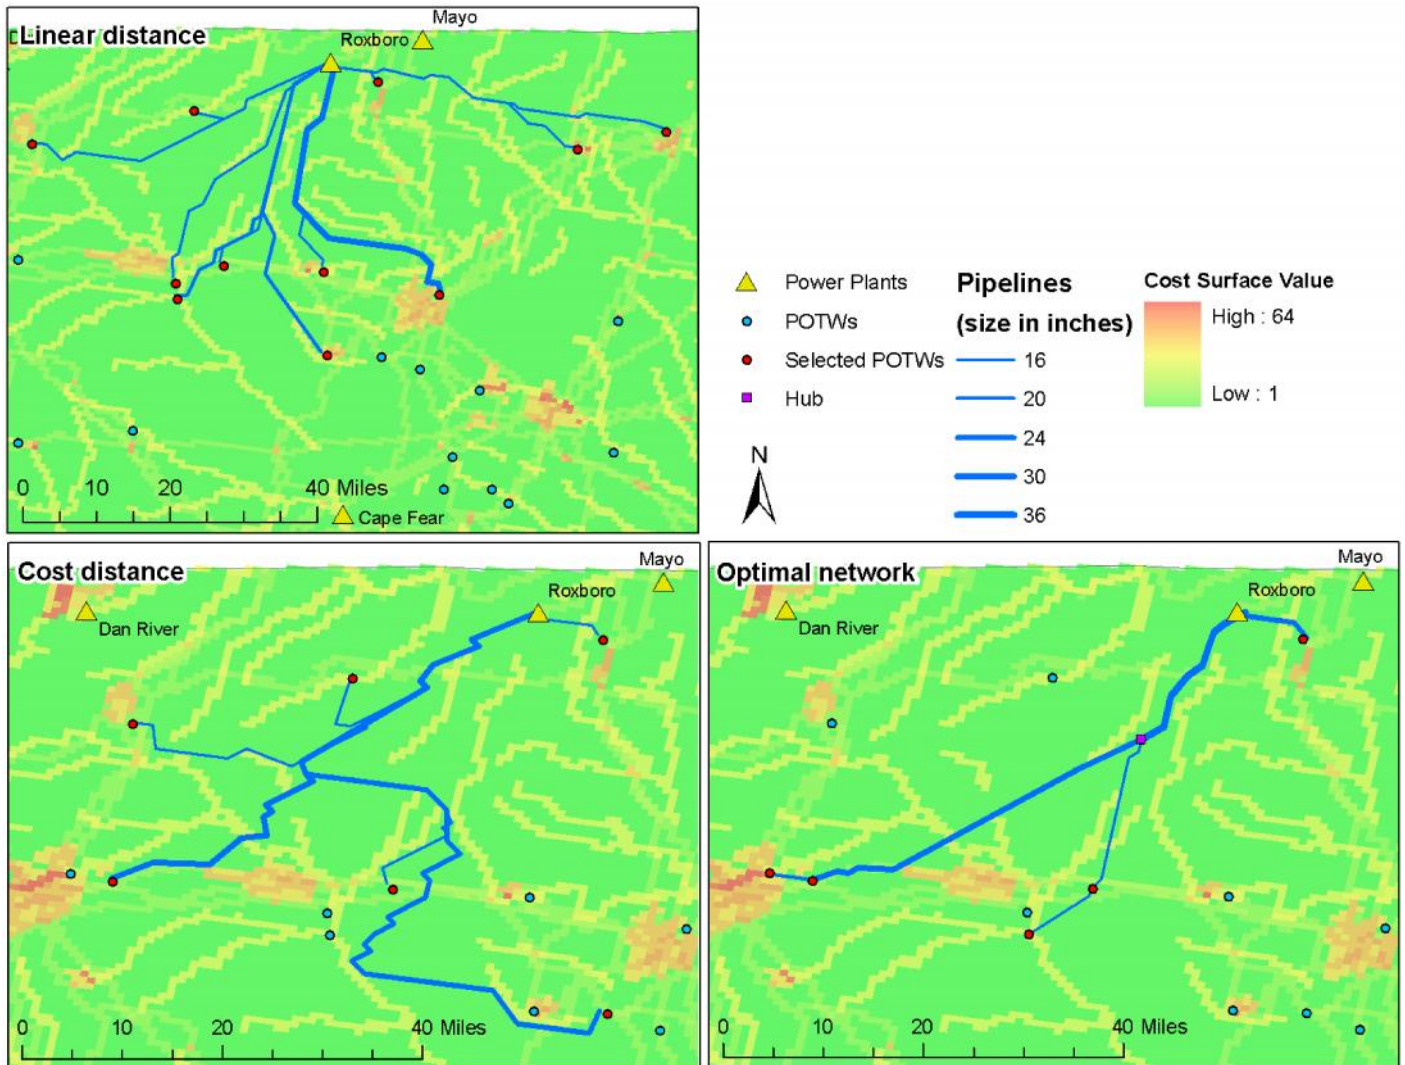 Mayo
Linear distance
Roxboro
0 10 20 40 Miles
Cape Fear
Power Plants
POTWs
Selected POTWs
Hub
N
Pipelines
(size in inches)
16
20
24
30
36
Cost Surface Value
High : 64
Low : 1
Cost distance
Mayo
Roxboro
Dan River
0 10 20 40 Miles
Optimal network
Mayo
Roxboro
Dan River
0 10 20 40 Miles